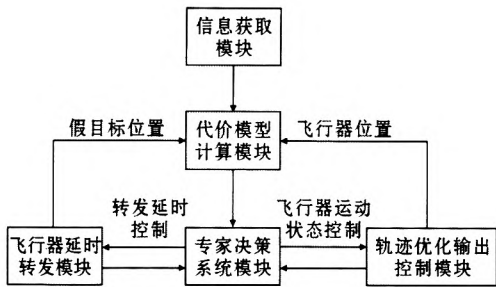 信息获取
模块
假目标位置
代价模型
计算模块
飞行器位置
转发延时
控制
飞行器运动
状态控制
飞行器延时
转发模块
专家决策
系统模块
轨迹优化输出
控制模块